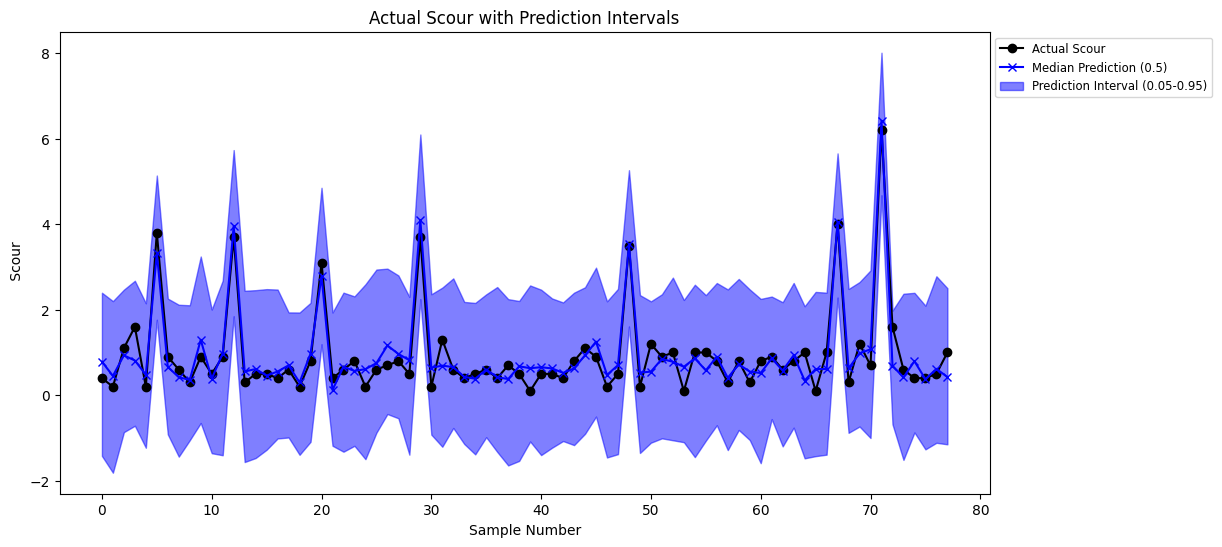 Actual Scour with Prediction Intervals
Actual Scour
Median Prediction (0.5)
Prediction Interval (0.05-0.95)
Scour
8
6
4
2
0
−2
0 10 20 30 40 50 60 70 80
Sample Number